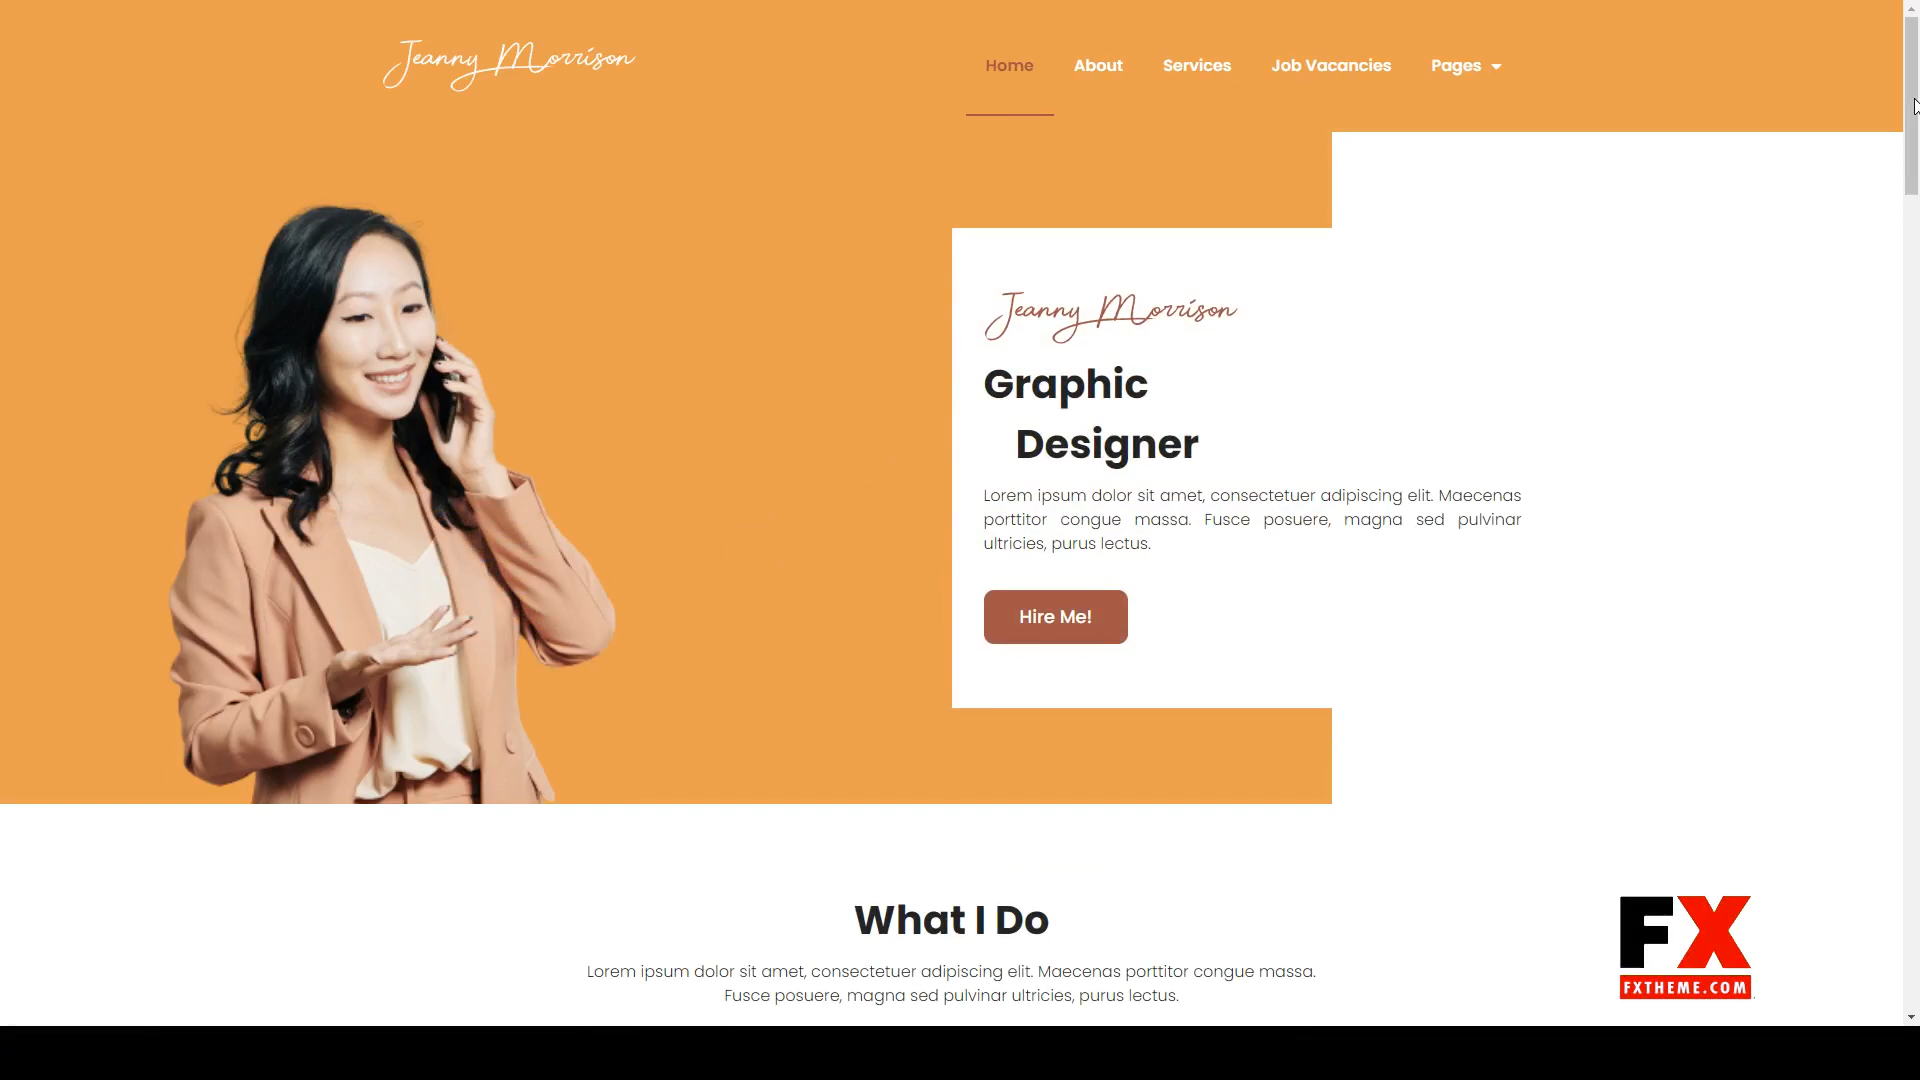 Jeanny Morrison
Home About Services Job Vacancies Pages
Jeanny Morrison
Graphic
Designer
Lorem ipsum dolor sit amet, consectetuer adipiscing elit. Maecenas
porttitor congue massa. Fusce posuere, magna sed pulvinar
ultricies, purus lectus.
Hire Me!
What I Do
Lorem ipsum dolor sit amet, consectetuer adipiscing elit. Maecenas porttitor congue massa.
Fusce posuere, magna sed pulvinar ultricies, purus lectus.
FX
FXTHEME.COM